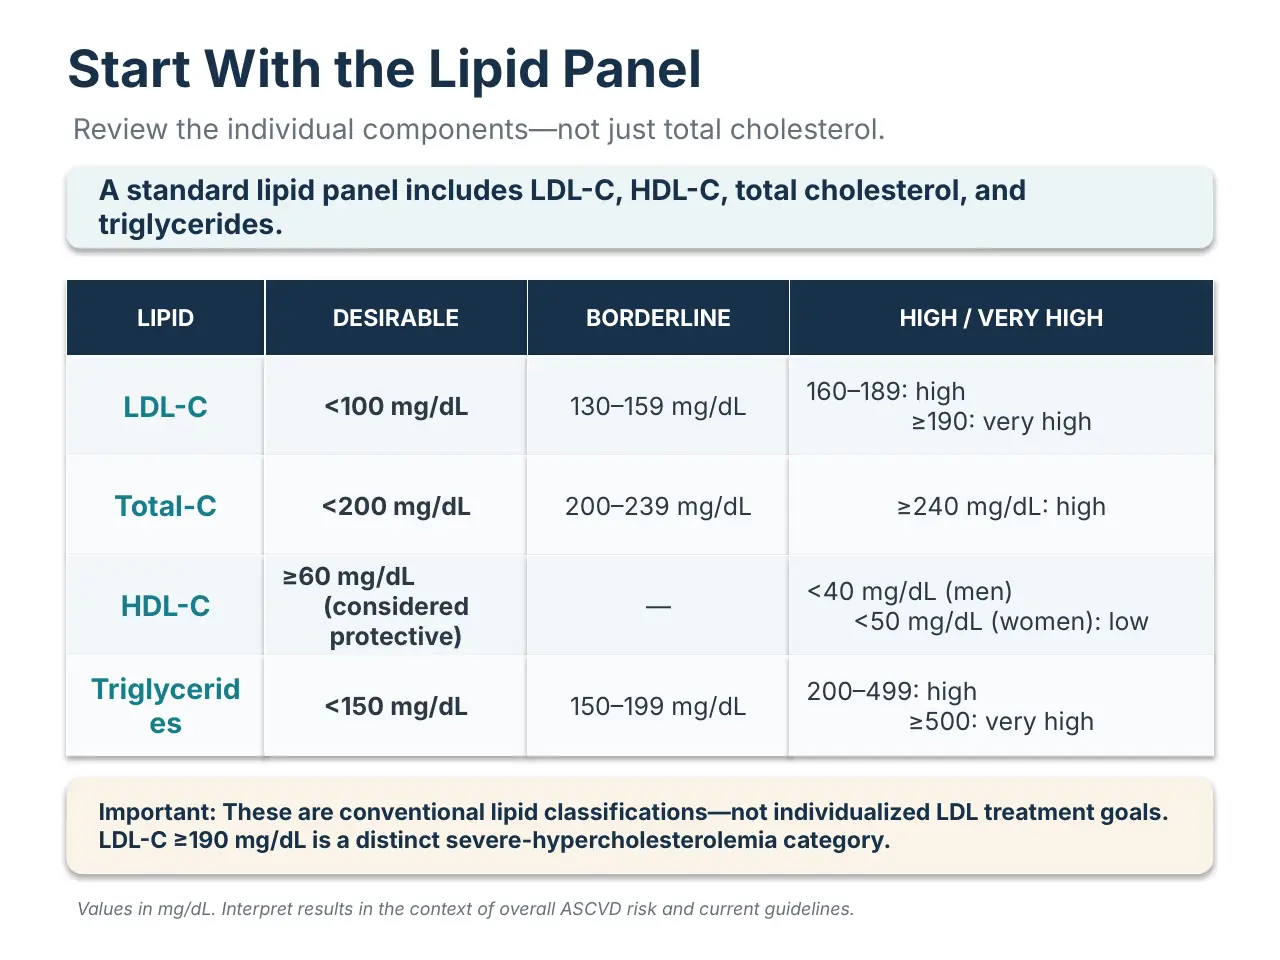 Start With the Lipid Panel
Review the individual components—not just total cholesterol.
A standard lipid panel includes LDL-C, HDL-C, total cholesterol, and
triglycerides.
LIPID DESIRABLE BORDERLINE HIGH / VERY HIGH
LDL-C <100 mg/dL 130–159 mg/dL 160–189: high
≥190: very high
Total-C <200 mg/dL 200–239 mg/dL ≥240 mg/dL: high
HDL-C ≥60 mg/dL
(considered
protective)
—
<40 mg/dL (men)
<50 mg/dL (women): low
Triglycerid
es
<150 mg/dL 150–199 mg/dL 200–499: high
≥500: very high
Important: These are conventional lipid classifications—not individualized LDL treatment goals.
LDL-C ≥190 mg/dL is a distinct severe-hypercholesterolemia category.
Values in mg/dL. Interpret results in the context of overall ASCVD risk and current guidelines.